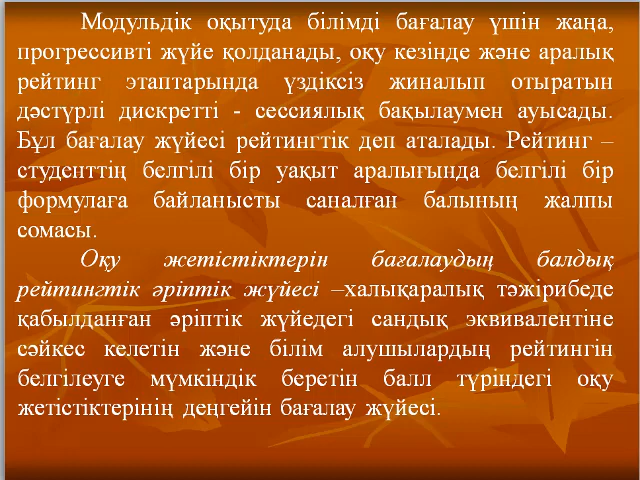 Модульдік оқытуда білімді бағалау үшін жаңа,
прогрессивті жүйе қолданады, оқу кезінде және аралық
рейтинг этаптарында үздіксіз жиналып отыратын
дәстүрлі дискретті - сессиялық бақылаумен ауысады.
Бұл бағалау жүйесі рейтингтік деп аталады. Рейтинг –
студенттің белгілі бір уақыт аралығында белгілі бір
формулаға байланысты саналған балының жалпы
сомасы.
Оқу жетістіктерін бағалаудың балдық
рейтингтік әріптік жүйесі –халықаралық тәжірибеде
қабылданған әріптік жүйедегі сандық эквивалентіне
сәйкес келетін және білім алушылардың рейтингін
белгілеуге мүмкіндік беретін балл түріндегі оқу
жетістіктерінің деңгейін бағалау жүйесі.